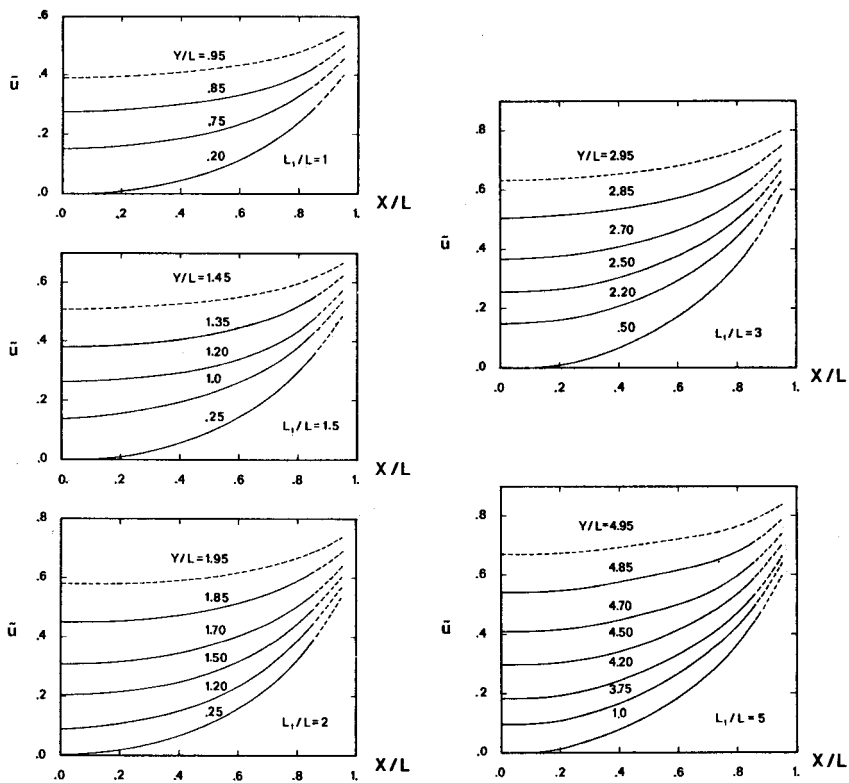 .6
ū
.4
.2
.0
Y/L=.95
.85
.75
.20
L₁/L=1
.0 .2 .4 .6 .8 1.
X/L
.6
ū
.4
.2
.0
Y/L=1.45
1.35
1.20
1.0
.25
L₁/L=1.5
0. .2 .4 .6 .8 1.
X/L
.8
.6
ū
.4
.2
.0
Y/L=1.95
1.85
1.70
1.50
1.20
.25
L₁/L=2
.0 .2 .4 .6 .8 1.
X/L
.8
.6
ū
.4
.2
.0
Y/L=2.95
2.85
2.70
2.50
2.20
.50
L₁/L=3
.0 .2 .4 .6 .8 1.
X/L
.8
.6
ū
.4
.2
.0
Y/L=4.95
4.85
4.70
4.50
4.20
3.75
1.0
L₁/L=5
.0 .2 .4 .6 .8 1.
X/L